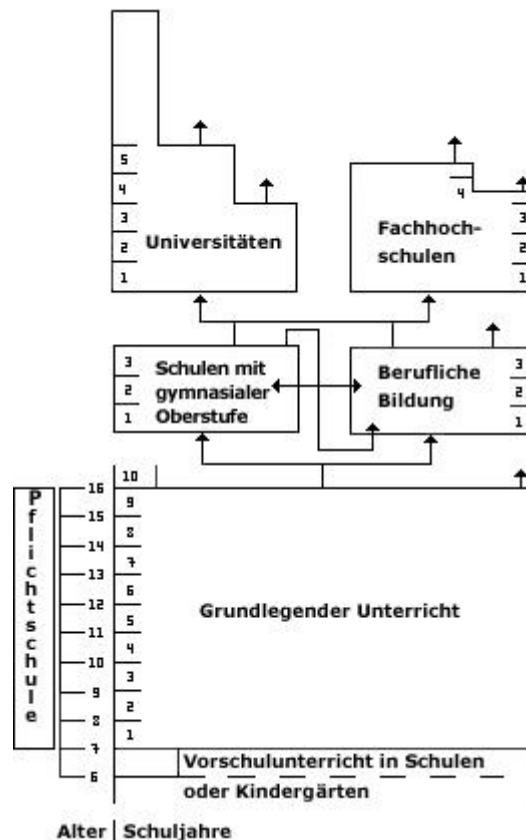 5
4
3
2
1
Universitäten
4
3
2
1
Fachhoch-
schulen
3
2
1
Schulen mit
gymnasialer
Oberstufe
3
2
1
Berufliche
Bildung
Pflichtschule
16
15
14
13
12
11
10
9
8
7
6
10
9
8
7
6
5
4
3
2
1
Grundlegender Unterricht
Vorschulunterricht in Schulen
oder Kindergärten
Alter Schuljahre